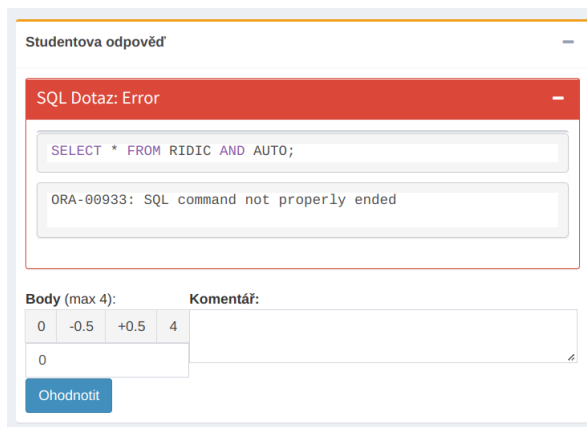 Studentova odpověď
SQL Dotaz: Error
SELECT * FROM RIDIC AND AUTO;
ORA-00933: SQL command not properly ended
Body (max 4): Komentář:
0 -0.5 +0.5 4
0
Ohodnotit